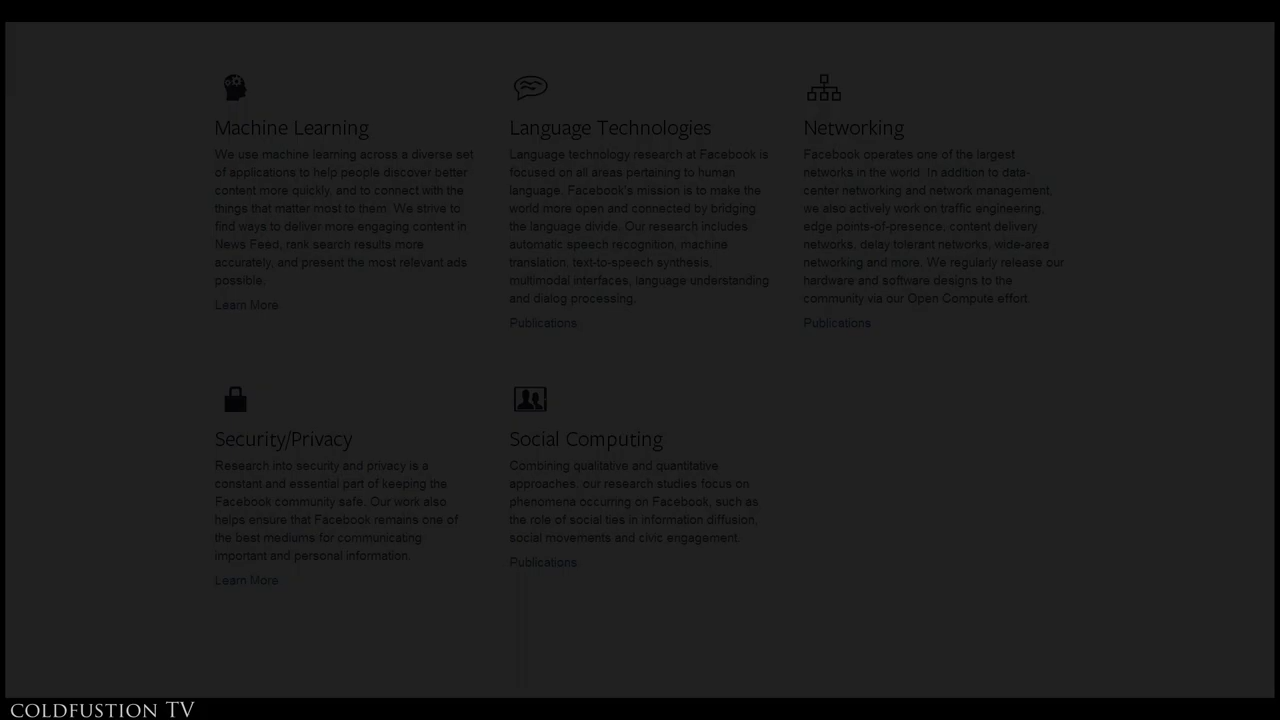 Machine Learning
We use machine learning across a diverse set
of applications to help people discover better
content more quickly, and to connect with the
things that matter most to them. We strive to
find ways to deliver more engaging content in
News Feed, rank search results more
accurately, and present the most relevant ads
possible.
Learn More
Language Technologies
Language technology research at Facebook is
focused on all areas pertaining to human
language. Facebook's mission is to make the
world more open and connected by bridging
the language divide. Our research includes
automatic speech recognition, machine
translation, text-to-speech synthesis,
multimodal interfaces, language understanding
and dialog processing.
Publications
Networking
Facebook operates one of the largest
networks in the world. In addition to data-
center networking and network management,
we also actively work on traffic engineering,
edge points-of-presence, content delivery
networks, delay tolerant networks, wide-area
networking and more. We regularly release our
hardware and software designs to the
community via our Open Compute effort.
Publications
Security/Privacy
Research into security and privacy is a
constant and essential part of keeping the
Facebook community safe. Our work also
helps ensure that Facebook remains one of
the best mediums for communicating
important and personal information.
Learn More
Social Computing
Combining qualitative and quantitative
approaches, our research studies focus on
phenomena occurring on Facebook, such as
the role of social ties in information diffusion,
social movements and civic engagement.
Publications
COLDFUSTION TV